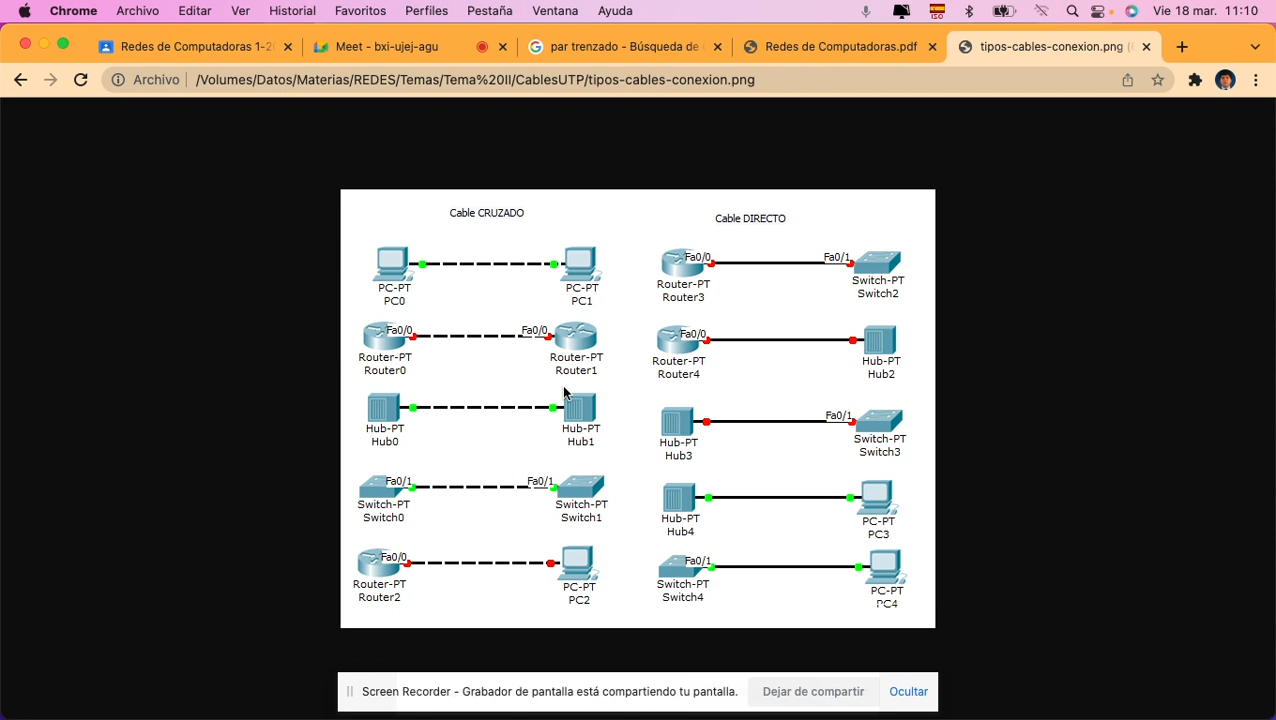 Chrome Archivo Editar Ver Historial Favoritos Perfiles Pestaña Ventana Ayuda ISO Vie 18 mar. 11:10
Redes de Computadoras 1-2 Meet - bxi-ujej-agu par trenzado - Búsqueda de Redes de Computadoras.pdf tipos-cables-conexion.png (
Archivo /Volumes/Datos/Materias/REDES/Temas/Tema%20II/CablesUTP/tipos-cables-conexion.png
Cable CRUZADO
PC-PT PC-PT
PC0 PC1
Fa0/0 Fa0/0
Router-PT Router-PT
Router0 Router1
Hub-PT Hub-PT
Hub0 Hub1
Fa0/1 Fa0/1
Switch-PT Switch-PT
Switch0 Switch1
Fa0/0
Router-PT PC-PT
Router2 PC2
Cable DIRECTO
Fa0/0 Fa0/1
Router-PT Switch-PT
Router3 Switch2
Fa0/0
Router-PT Hub-PT
Router4 Hub2
Fa0/1
Hub-PT Switch-PT
Hub3 Switch3
Hub-PT PC-PT
Hub4 PC3
Fa0/1
Switch-PT PC-PT
Switch4 PC4
Screen Recorder - Grabador de pantalla está compartiendo tu pantalla. Dejar de compartir Ocultar